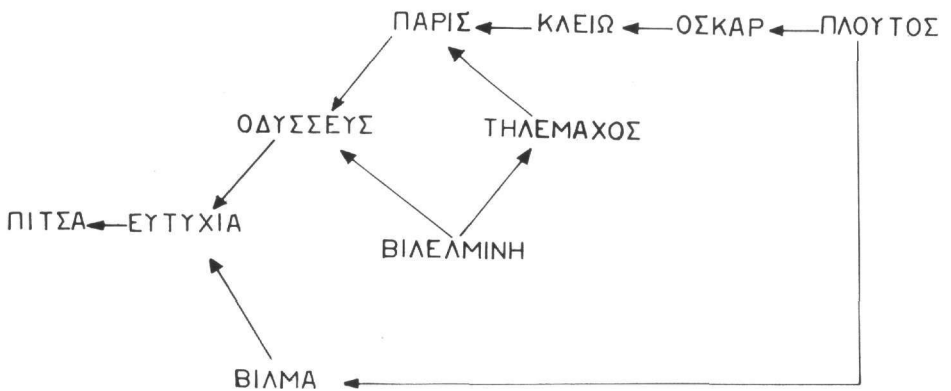 ΠΑΡΙΣ ΚΛΕΙΩ ΟΣΚΑΡ ΠΛΟΥΤΟΣ
ΟΔΥΣΣΕΥΣ ΤΗΛΕΜΑΧΟΣ
ΠΙΤΣΑ ΕΥΤΥΧΙΑ
ΒΙΛΕΛΜΙΝΗ
ΒΙΛΜΑ